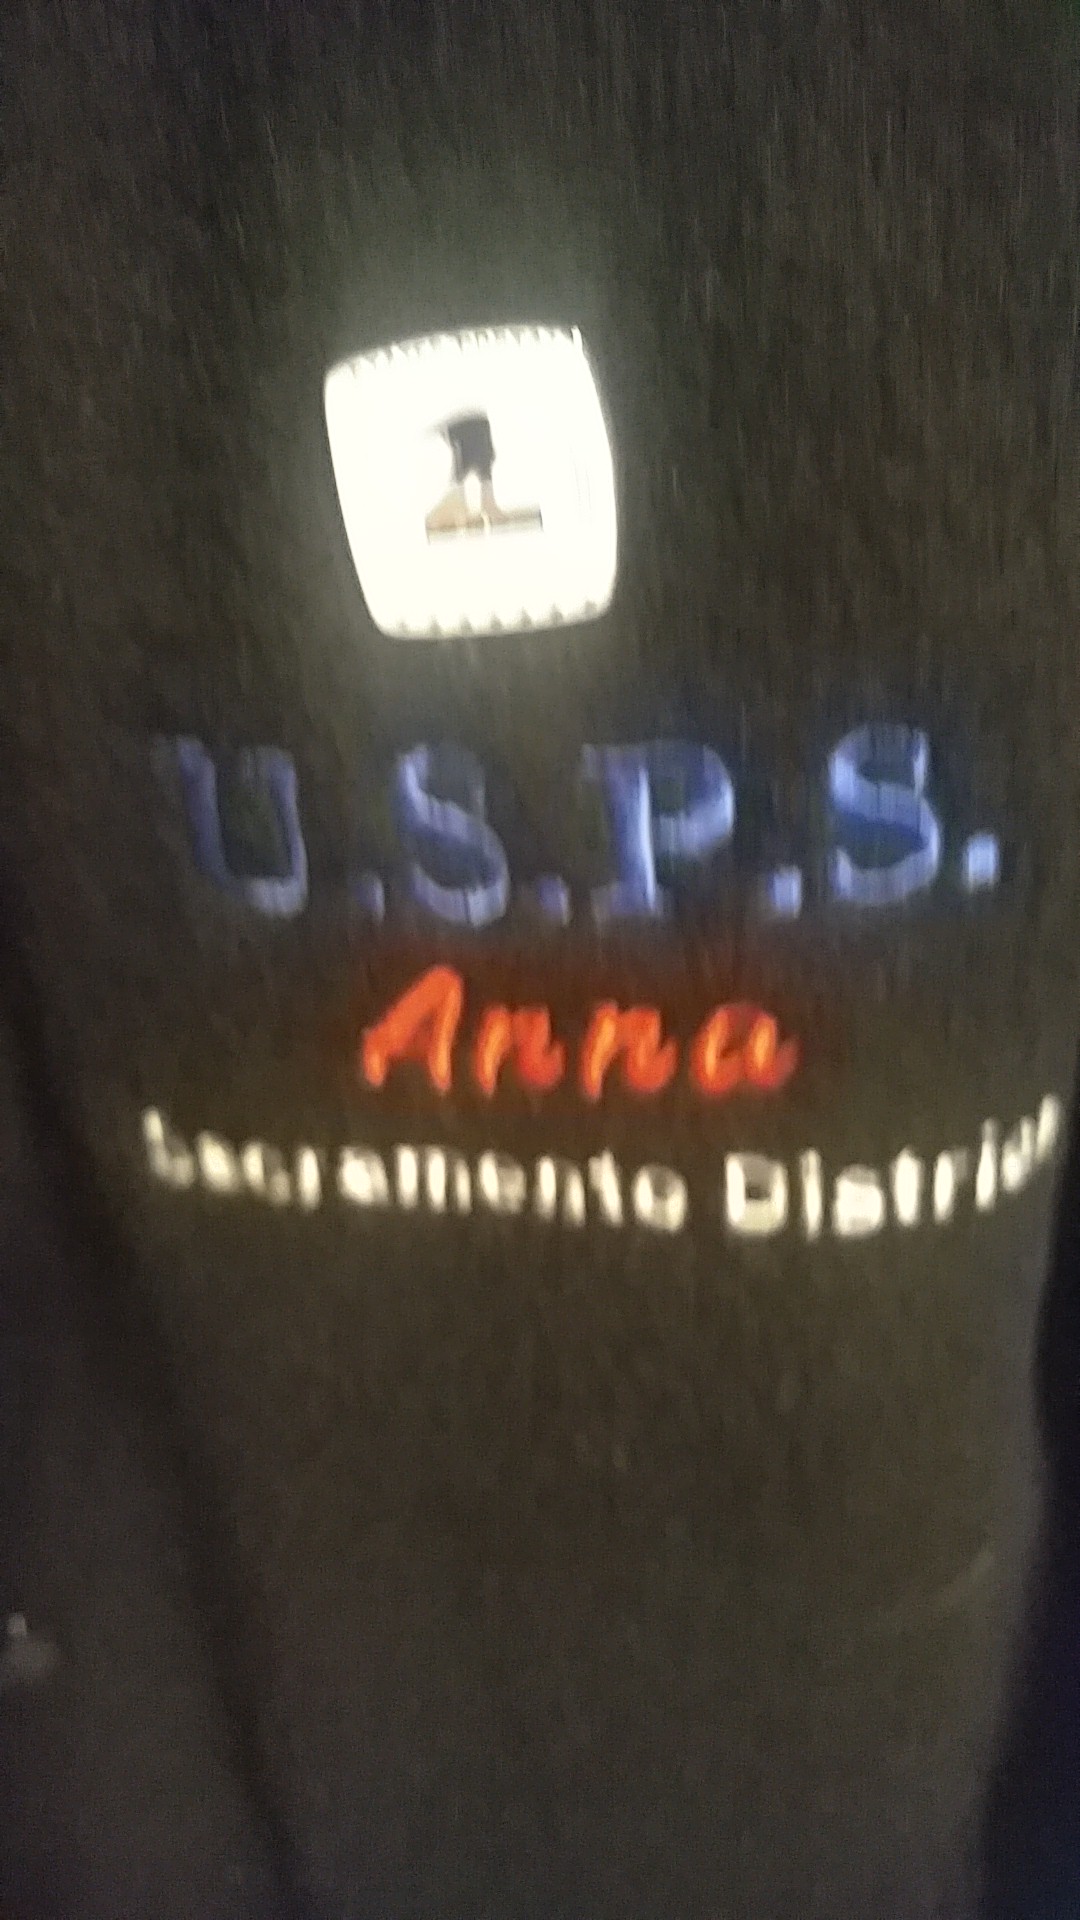 U.S.P.S.
Anna
Sacramento District